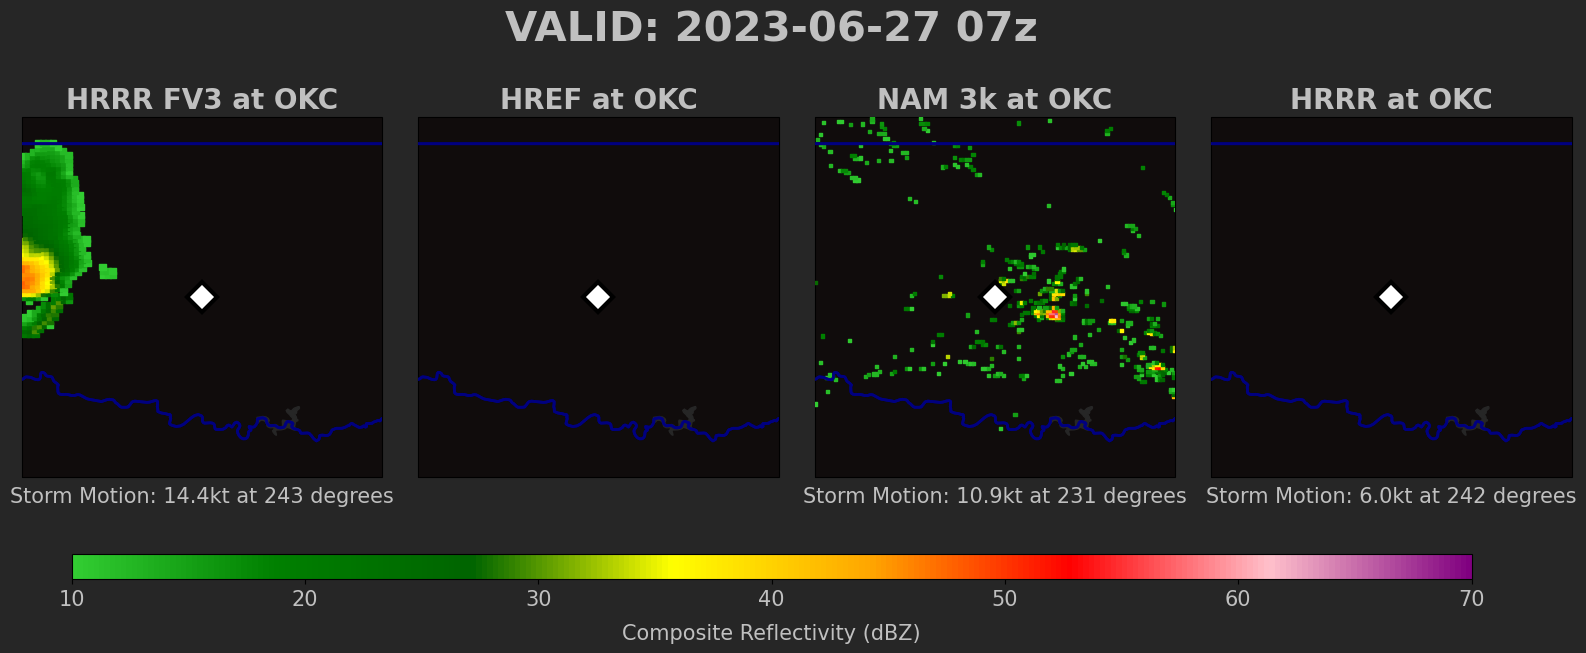 VALID: 2023-06-27 07z
HRRR FV3 at OKC
HREF at OKC
NAM 3k at OKC
HRRR at OKC
Storm Motion: 14.4kt at 243 degrees
Storm Motion: 10.9kt at 231 degrees
Storm Motion: 6.0kt at 242 degrees
10 20 30 40 50 60 70
Composite Reflectivity (dBZ)